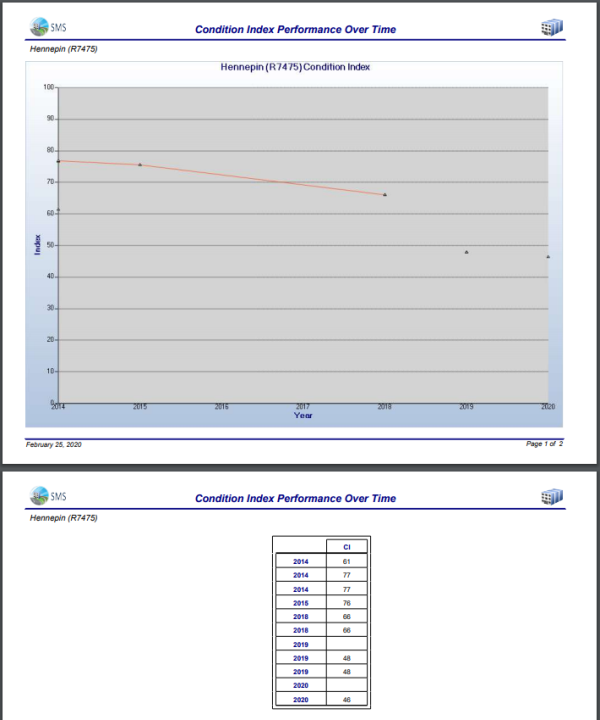 SMS
Condition Index Performance Over Time
Hennepin (R7475)
Hennepin (R7475) Condition Index
100
90
80
70
60
50
40
30
20
10
0
Index
2014 2015 2016 2017 2018 2019 2020
Year
February 25, 2020 Page 1 of 2
SMS
Condition Index Performance Over Time
Hennepin (R7475)
CI
2014 61
2014 77
2014 77
2015 76
2018 66
2018 66
2019
2019 48
2019 48
2020
2020 46